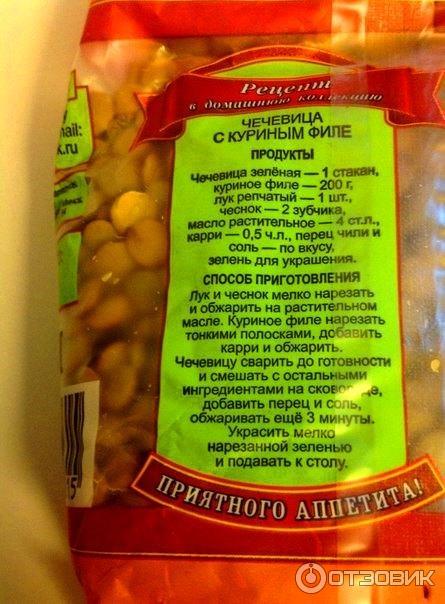 Рецепт
в домашнюю коллекцию
ЧЕЧЕВИЦА
С КУРИНЫМ ФИЛЕ
ПРОДУКТЫ
Чечевица зелёная — 1 стакан,
куриное филе — 200 г,
лук репчатый — 1 шт.,
чеснок — 2 зубчика,
масло растительное — 4 ст.л.,
карри — 0,5 ч.л., перец чили и
соль — по вкусу,
зелень для украшения.
СПОСОБ ПРИГОТОВЛЕНИЯ
Лук и чеснок мелко нарезать
и обжарить на растительном
масле. Куриное филе нарезать
тонкими полосками, добавить
карри и обжарить.
Чечевицу сварить до готовности
и смешать с остальными
ингредиентами на сковороде,
добавить перец и соль,
обжаривать ещё 3 минуты.
Украсить мелко
нарезанной зеленью
и подавать к столу.
ПРИЯТНОГО АППЕТИТА!
mail:
k.ru
15
ОТЗОВИК